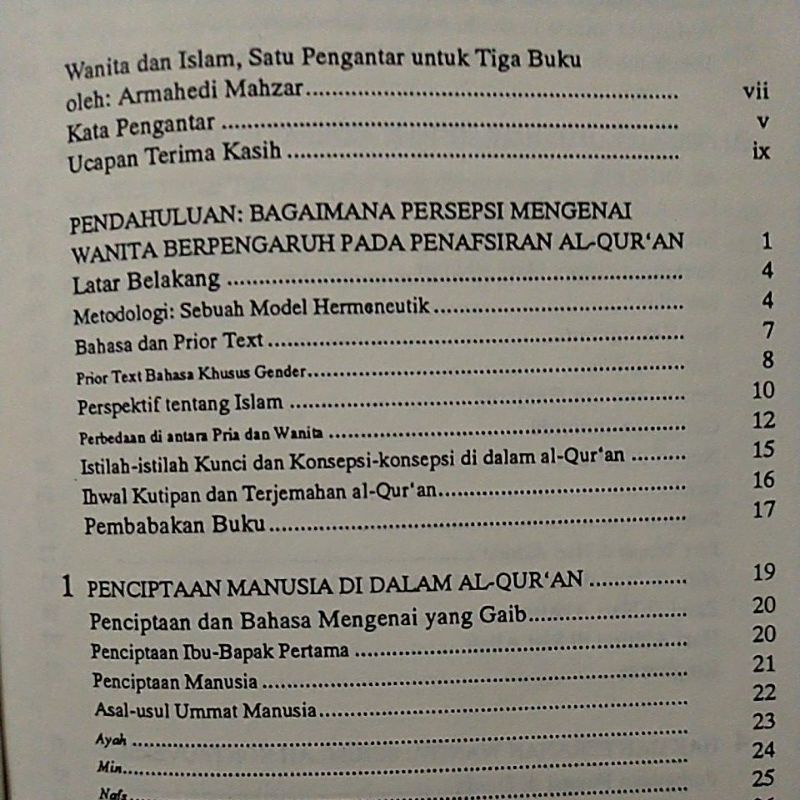 Wanita dan Islam, Satu Pengantar untuk Tiga Buku
oleh: Armahedi Mahzar vii
Kata Pengantar v
Ucapan Terima Kasih ix
PENDAHULUAN: BAGAIMANA PERSEPSI MENGENAI
WANITA BERPENGARUH PADA PENAFSIRAN AL-QUR'AN 1
Latar Belakang 4
Metodologi: Sebuah Model Hermeneutik 4
Bahasa dan Prior Text 7
Prior Text Bahasa Khusus Gender 8
Perspektif tentang Islam 10
Perbedaan di antara Pria dan Wanita 12
Istilah-istilah Kunci dan Konsepsi-konsepsi di dalam al-Qur'an 15
Ihwal Kutipan dan Terjemahan al-Qur'an 16
Pembabakan Buku 17
1 PENCIPTAAN MANUSIA DI DALAM AL-QUR'AN 19
Penciptaan dan Bahasa Mengenai yang Gaib 20
Penciptaan Ibu-Bapak Pertama 20
Penciptaan Manusia 21
Asal-usul Ummat Manusia 22
Ayah 23
Min 24
Nafs 25